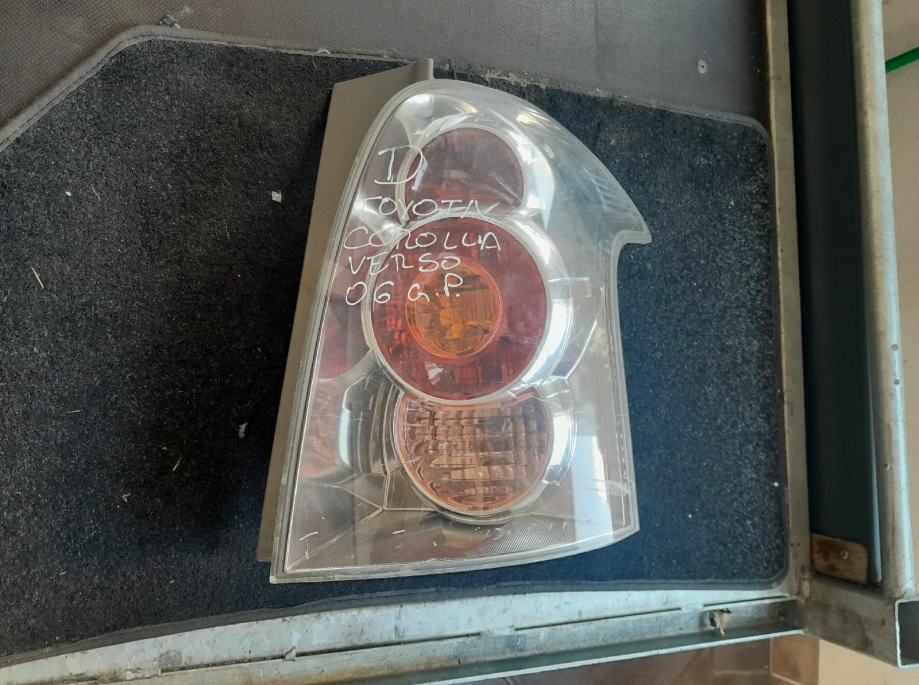 D
TOYOTA
COROLLA
VERSO
06 G.P.